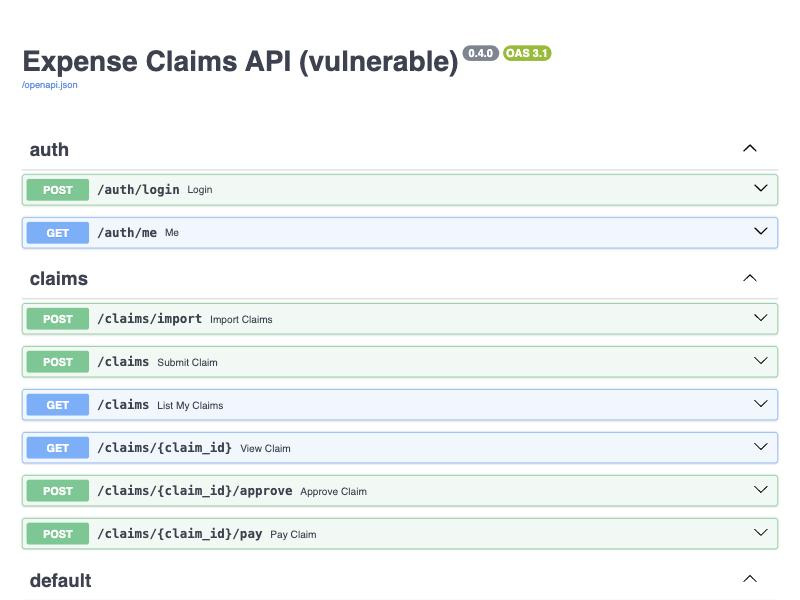 Expense Claims API (vulnerable) 0.4.0 OAS 3.1
/openapi.json
auth
POST /auth/login Login
GET /auth/me Me
claims
POST /claims/import Import Claims
POST /claims Submit Claim
GET /claims List My Claims
GET /claims/{claim_id} View Claim
POST /claims/{claim_id}/approve Approve Claim
POST /claims/{claim_id}/pay Pay Claim
default